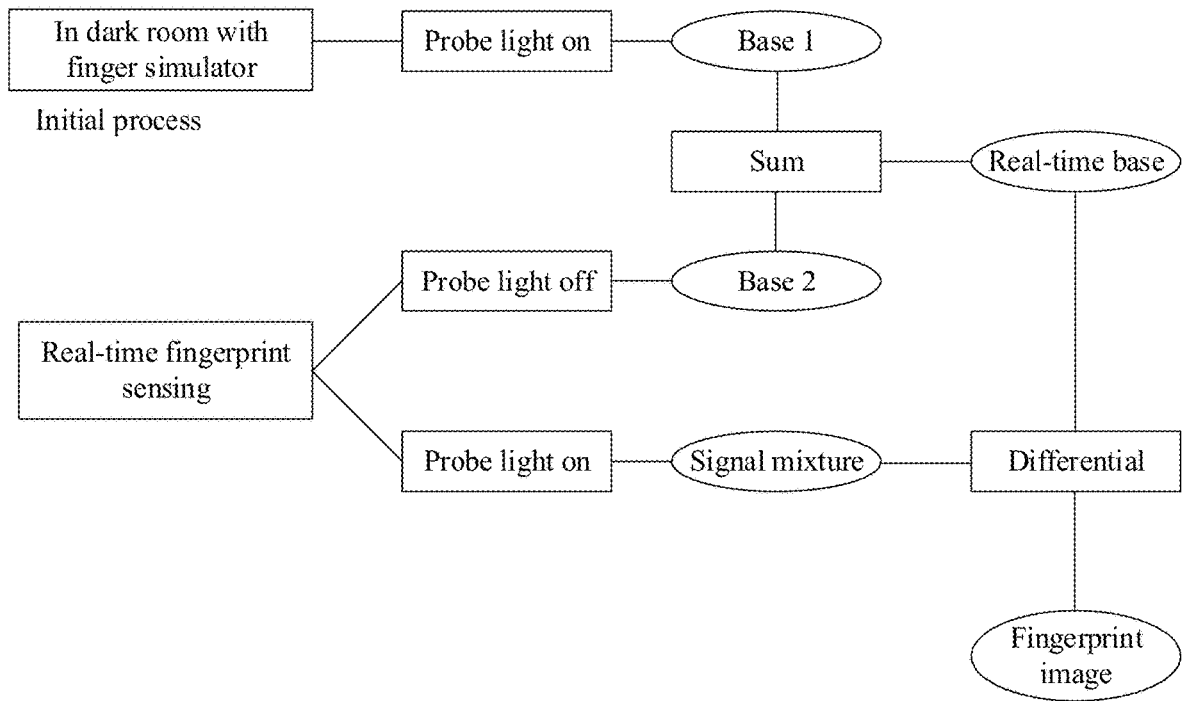 In dark room with
finger simulator
Probe light on
Base 1
Initial process
Sum
Real-time base
Probe light off
Base 2
Real-time fingerprint
sensing
Probe light on
Signal mixture
Differential
Fingerprint
image